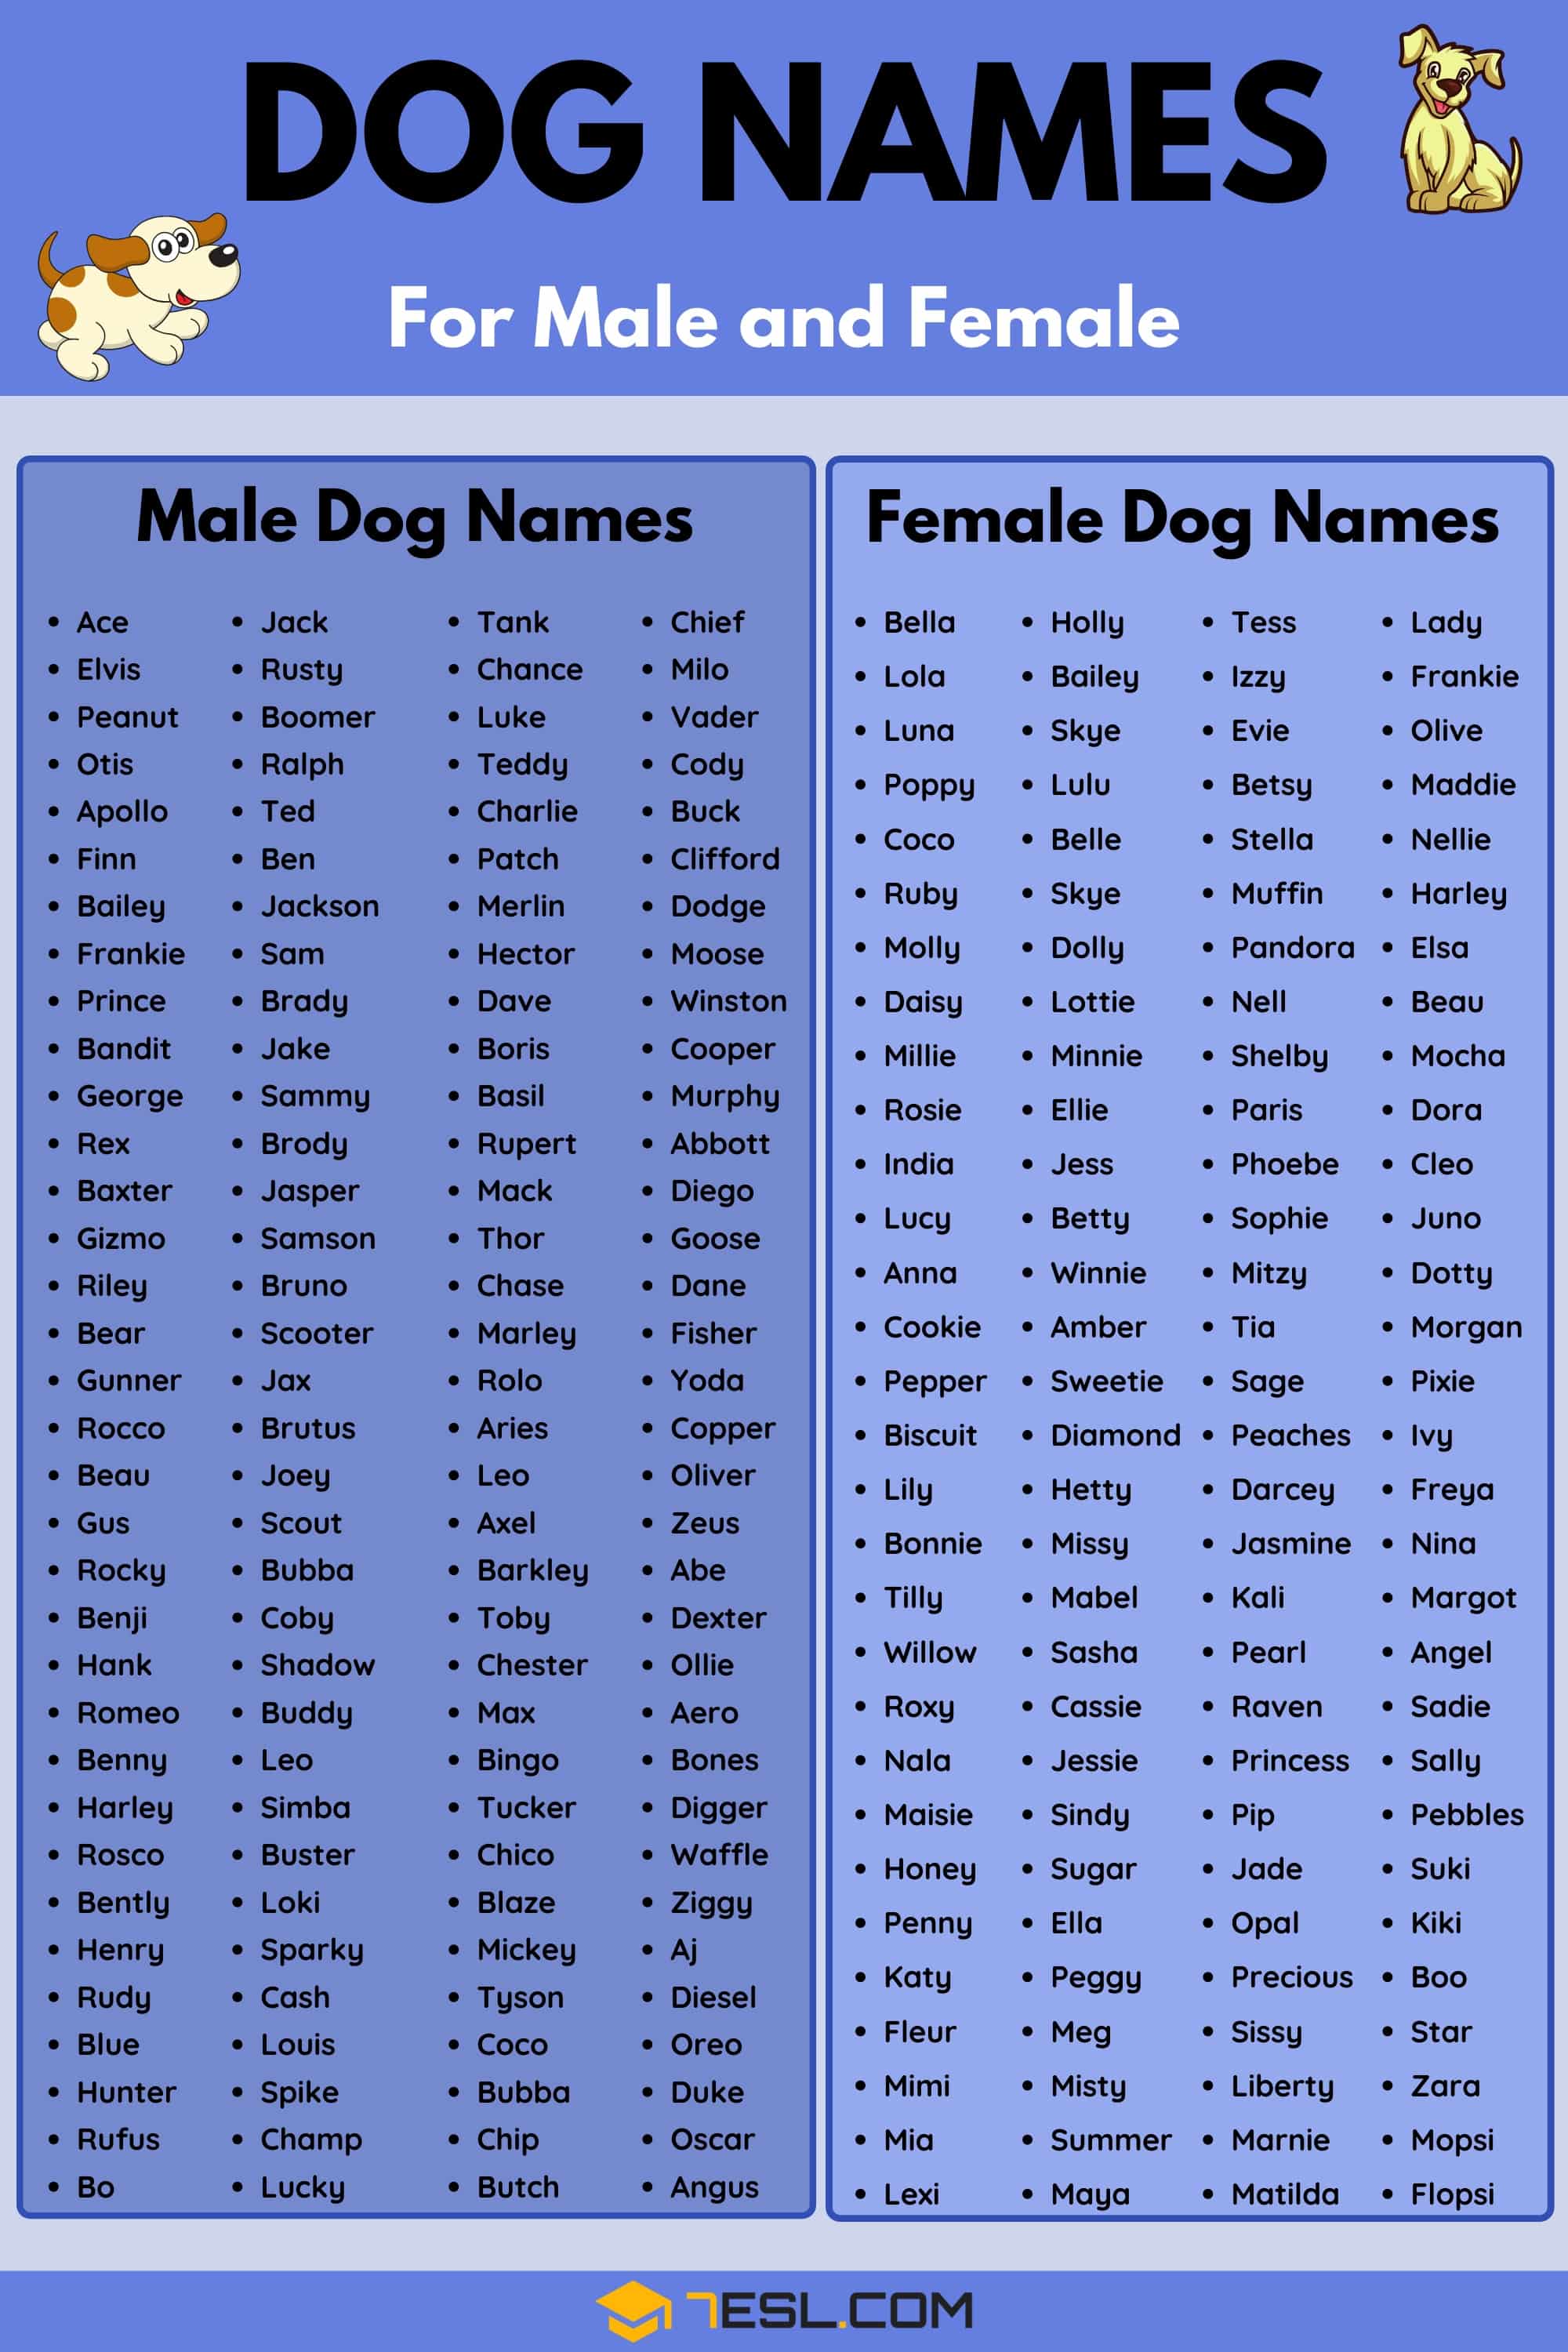 DOG NAMES
For Male and Female
Male Dog Names
• Ace
• Elvis
• Peanut
• Otis
• Apollo
• Finn
• Bailey
• Frankie
• Prince
• Bandit
• George
• Rex
• Baxter
• Gizmo
• Riley
• Bear
• Gunner
• Rocco
• Beau
• Gus
• Rocky
• Benji
• Hank
• Romeo
• Benny
• Harley
• Rosco
• Bently
• Henry
• Rudy
• Blue
• Hunter
• Rufus
• Bo
• Jack
• Rusty
• Boomer
• Ralph
• Ted
• Ben
• Jackson
• Sam
• Brady
• Jake
• Sammy
• Brody
• Jasper
• Samson
• Bruno
• Scooter
• Jax
• Brutus
• Joey
• Scout
• Bubba
• Coby
• Shadow
• Buddy
• Leo
• Simba
• Buster
• Loki
• Sparky
• Cash
• Louis
• Spike
• Champ
• Lucky
• Tank
• Chance
• Luke
• Teddy
• Charlie
• Patch
• Merlin
• Hector
• Dave
• Boris
• Basil
• Rupert
• Mack
• Thor
• Chase
• Marley
• Rolo
• Aries
• Leo
• Axel
• Barkley
• Toby
• Chester
• Max
• Bingo
• Tucker
• Chico
• Blaze
• Mickey
• Tyson
• Coco
• Bubba
• Chip
• Butch
• Chief
• Milo
• Vader
• Cody
• Buck
• Clifford
• Dodge
• Moose
• Winston
• Cooper
• Murphy
• Abbott
• Diego
• Goose
• Dane
• Fisher
• Yoda
• Copper
• Oliver
• Zeus
• Abe
• Dexter
• Ollie
• Aero
• Bones
• Digger
• Waffle
• Ziggy
• Aj
• Diesel
• Oreo
• Duke
• Oscar
• Angus
Female Dog Names
• Bella
• Lola
• Luna
• Poppy
• Coco
• Ruby
• Molly
• Daisy
• Millie
• Rosie
• India
• Lucy
• Anna
• Cookie
• Pepper
• Biscuit
• Lily
• Bonnie
• Tilly
• Willow
• Roxy
• Nala
• Maisie
• Honey
• Penny
• Katy
• Fleur
• Mimi
• Mia
• Lexi
• Holly
• Bailey
• Skye
• Lulu
• Belle
• Skye
• Dolly
• Lottie
• Minnie
• Ellie
• Jess
• Betty
• Winnie
• Amber
• Sweetie
• Diamond
• Hetty
• Missy
• Mabel
• Sasha
• Cassie
• Jessie
• Sindy
• Sugar
• Ella
• Peggy
• Meg
• Misty
• Summer
• Maya
• Tess
• Izzy
• Evie
• Betsy
• Stella
• Muffin
• Pandora
• Nell
• Shelby
• Paris
• Phoebe
• Sophie
• Mitzy
• Tia
• Sage
• Peaches
• Darcey
• Jasmine
• Kali
• Pearl
• Raven
• Princess
• Pip
• Jade
• Opal
• Precious
• Sissy
• Liberty
• Marnie
• Matilda
• Lady
• Frankie
• Olive
• Maddie
• Nellie
• Harley
• Elsa
• Beau
• Mocha
• Dora
• Cleo
• Juno
• Dotty
• Morgan
• Pixie
• Ivy
• Freya
• Nina
• Margot
• Angel
• Sadie
• Sally
• Pebbles
• Suki
• Kiki
• Boo
• Star
• Zara
• Mopsi
• Flopsi
7ESL.COM